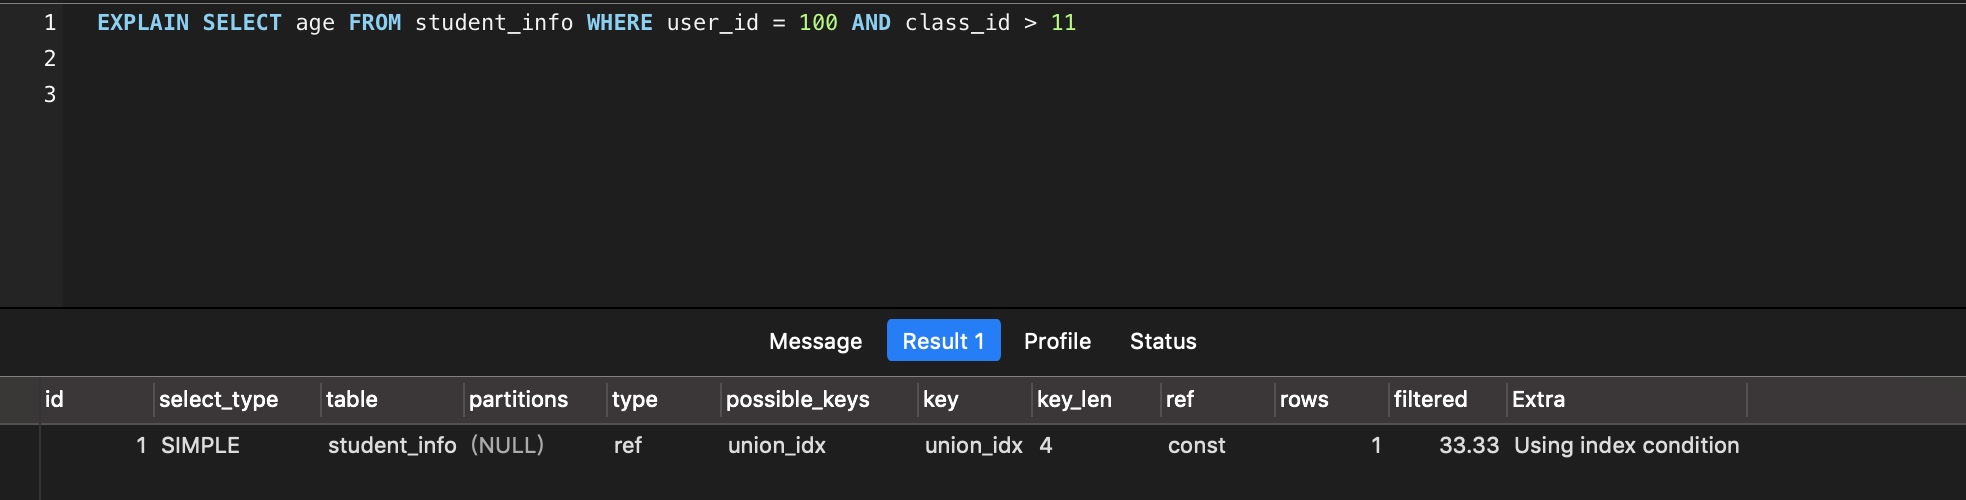 1 EXPLAIN SELECT age FROM student_info WHERE user_id = 100 AND class_id > 11
2
3
Message Result 1 Profile Status
id select_type table partitions type possible_keys key key_len ref rows filtered Extra
1 SIMPLE student_info (NULL) ref union_idx union_idx 4 const 1 33.33 Using index condition